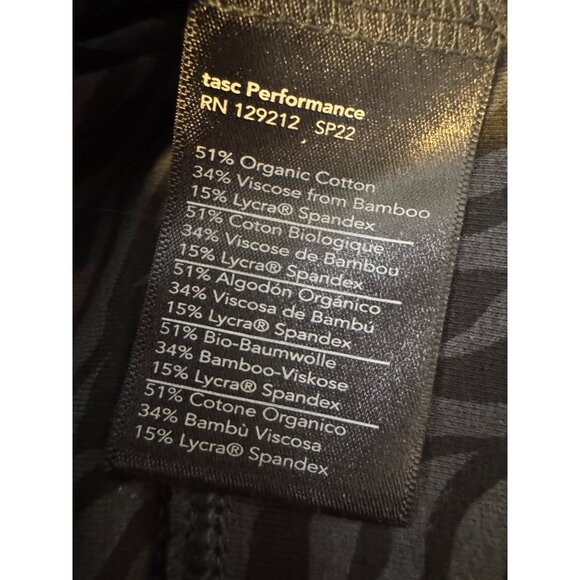 tasc Performance
RN 129212 SP22
51% Organic Cotton
34% Viscose from Bamboo
15% Lycra® Spandex
51% Coton Biologique
34% Viscose de Bambou
15% Lycra® Spandex
51% Algodón Orgánico
34% Viscosa de Bambú
15% Lycra® Spandex
51% Bio-Baumwolle
34% Bamboo-Viskose
15% Lycra® Spandex
51% Cotone Organico
34% Bambù Viscosa
15% Lycra® Spandex